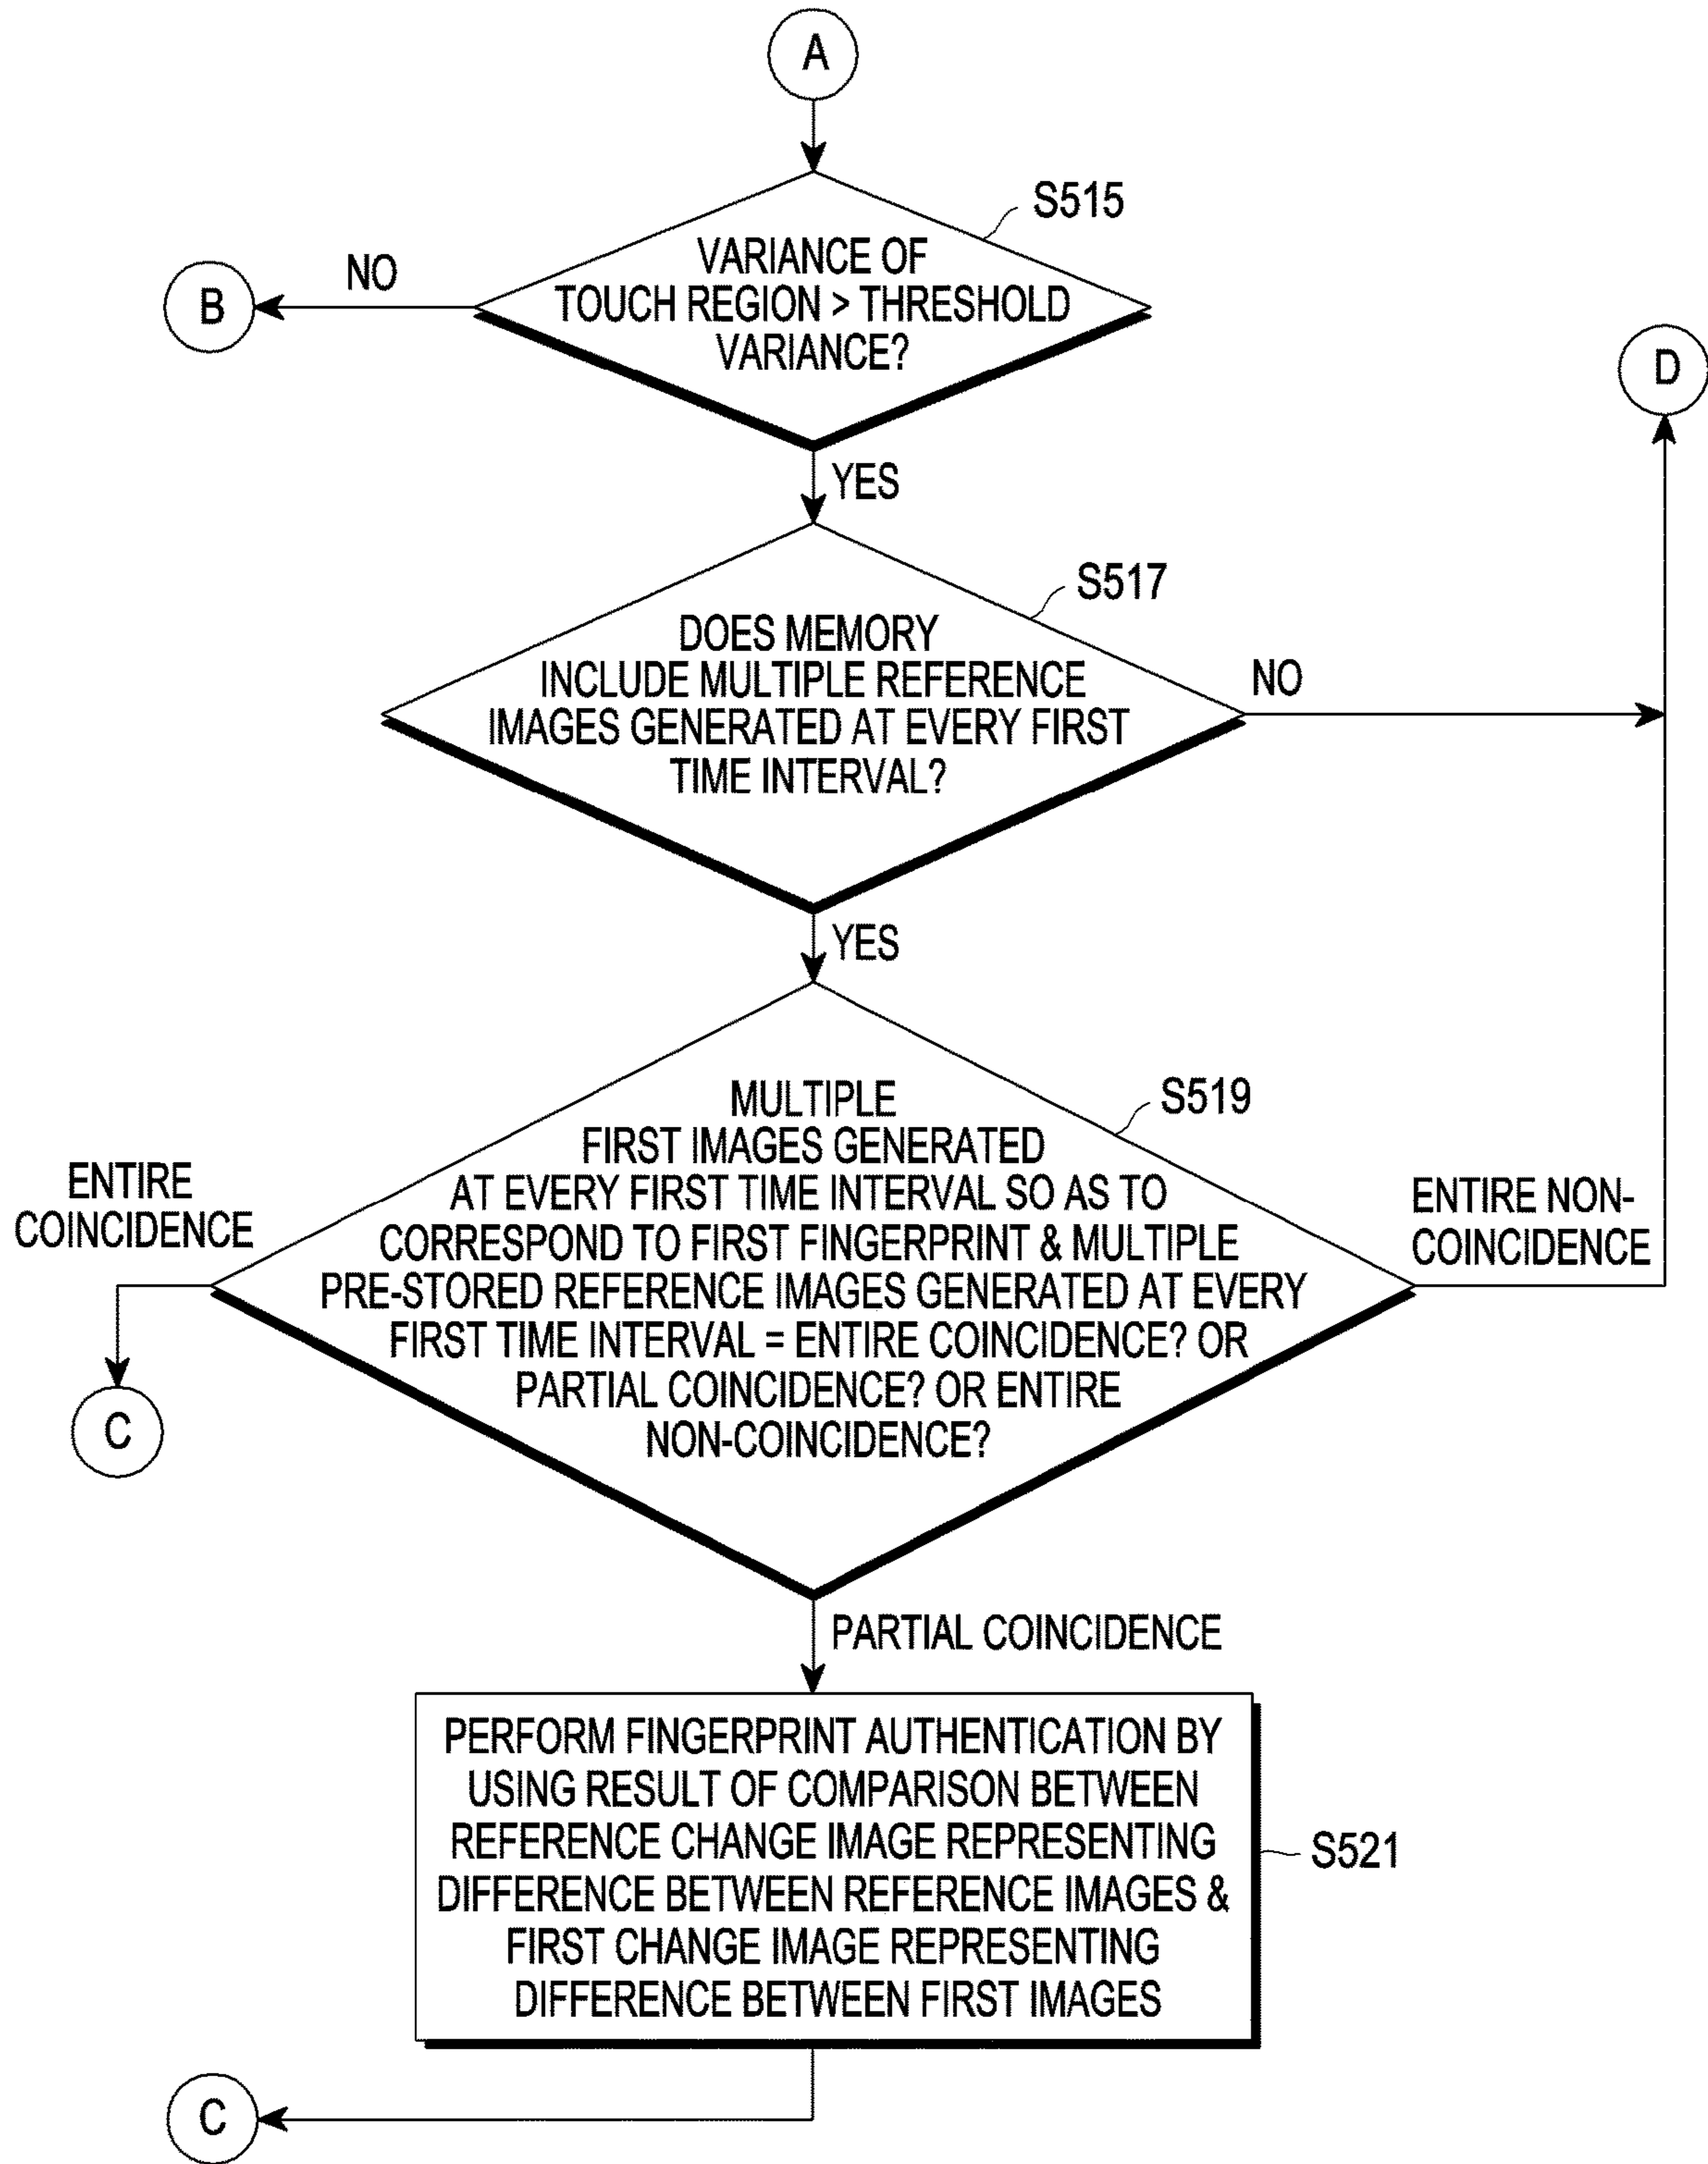 A
S515
VARIANCE OF
TOUCH REGION > THRESHOLD
VARIANCE?
NO
B
D
YES
S517
DOES MEMORY
INCLUDE MULTIPLE REFERENCE
IMAGES GENERATED AT EVERY FIRST
TIME INTERVAL?
NO
YES
S519
MULTIPLE
FIRST IMAGES GENERATED
AT EVERY FIRST TIME INTERVAL SO AS TO
CORRESPOND TO FIRST FINGERPRINT & MULTIPLE
PRE-STORED REFERENCE IMAGES GENERATED AT EVERY
FIRST TIME INTERVAL = ENTIRE COINCIDENCE? OR
PARTIAL COINCIDENCE? OR ENTIRE
NON-COINCIDENCE?
ENTIRE
COINCIDENCE
ENTIRE NON-
COINCIDENCE
C
PARTIAL COINCIDENCE
PERFORM FINGERPRINT AUTHENTICATION BY
USING RESULT OF COMPARISON BETWEEN
REFERENCE CHANGE IMAGE REPRESENTING
DIFFERENCE BETWEEN REFERENCE IMAGES &
FIRST CHANGE IMAGE REPRESENTING
DIFFERENCE BETWEEN FIRST IMAGES
S521
C